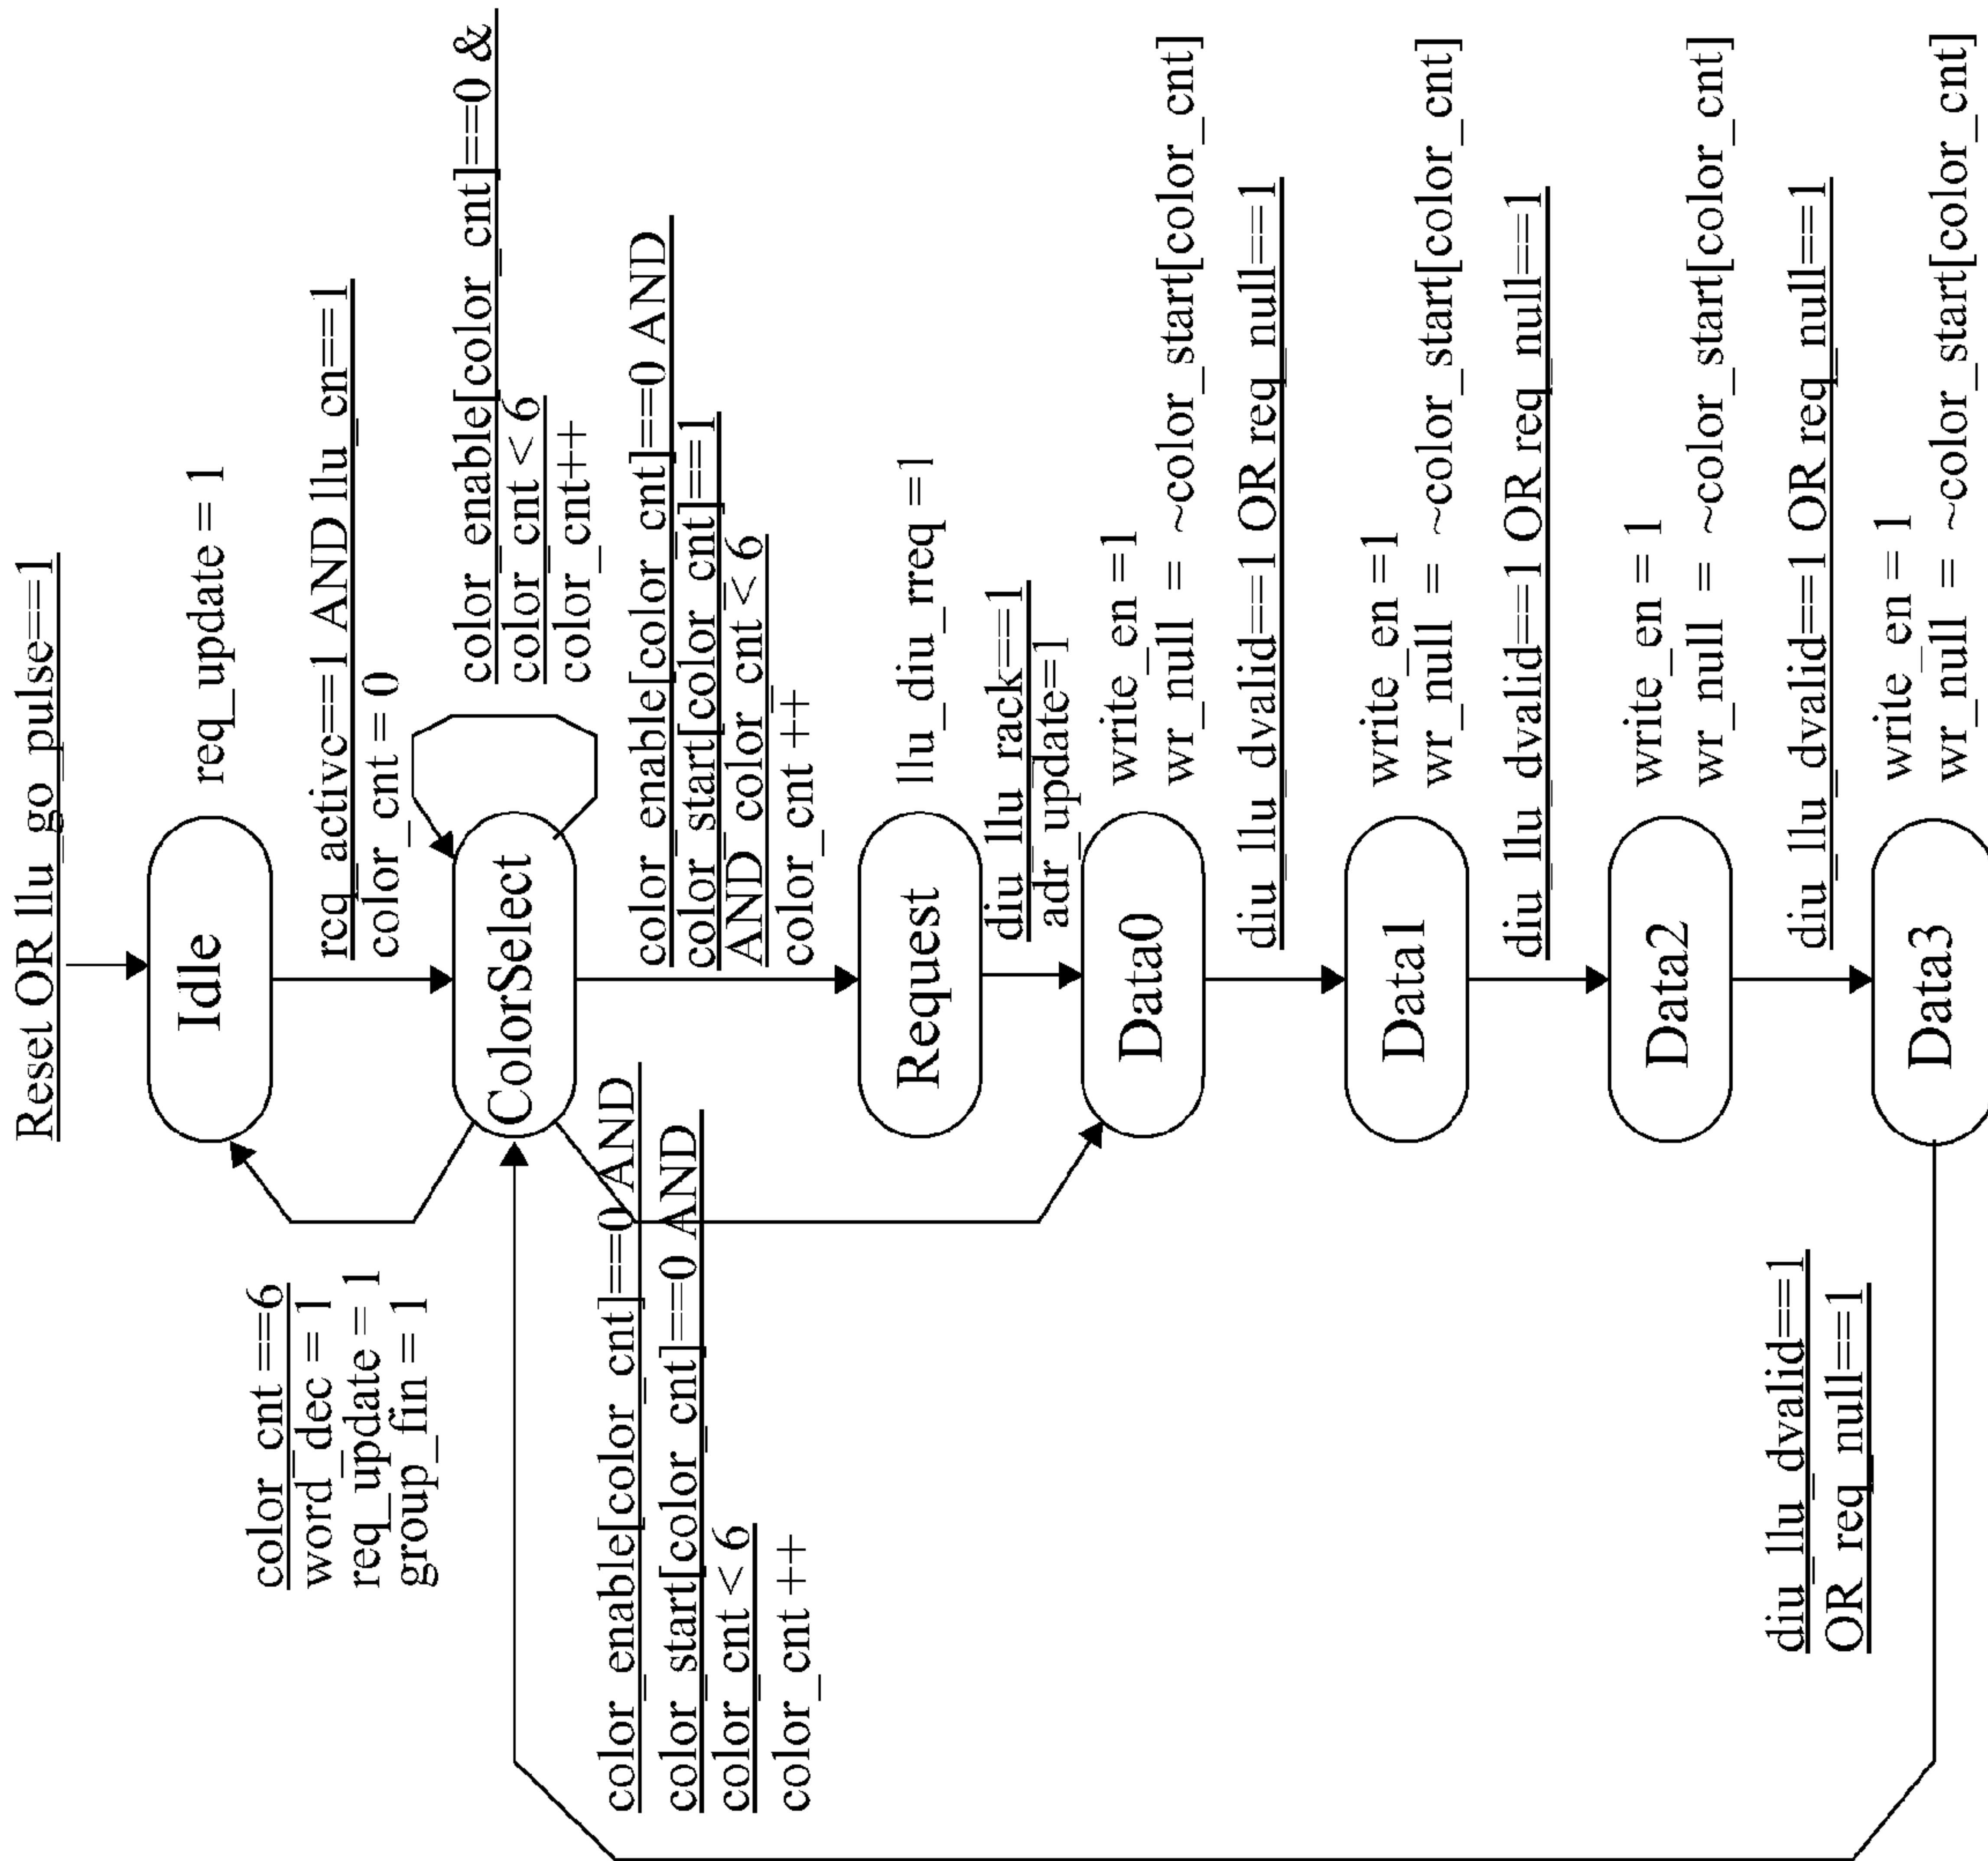 Reset OR llu_go_pulse==1
Idle
req_update = 1
req_active==1 AND llu_cn==1
color_cnt = 0
color_cnt ==6
word_dec = 1
req_update = 1
group_fin = 1
ColorSelect
color_enable[color_cnt]==0 &
color_cnt < 6
color_cnt++
color_enable[color_cnt]==0 AND
color_start[color_cnt]==1
AND color_cnt < 6
color_cnt ++
color_enable[color_cnt]==0 AND
color_start[color_cnt]==0 AND
color_cnt < 6
color_cnt ++
Request
llu_diu_rreq =1
diu_llu_rack==1
adr_update=1
Data0
write_en =1
wr_null = ~color_start[color_cnt]
diu_llu_dvalid==1 OR req_null==1
Data1
write_en =1
wr_null = ~color_start[color_cnt]
diu_llu_dvalid==1 OR req_null==1
Data2
write_en = 1
wr_null = ~color_start[color_cnt]
diu_llu_dvalid==1 OR req_null==1
Data3
write_en = 1
wr_null = ~color_start[color_cnt]
diu_llu_dvalid==1
OR req_null==1